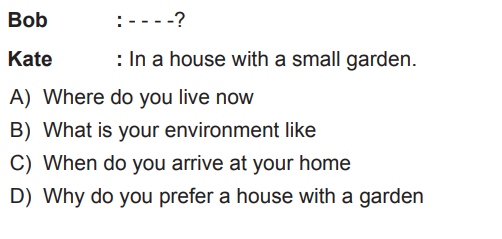 Bob : - - - -?
Kate : In a house with a small garden.
A) Where do you live now
B) What is your environment like
C) When do you arrive at your home
D) Why do you prefer a house with a garden